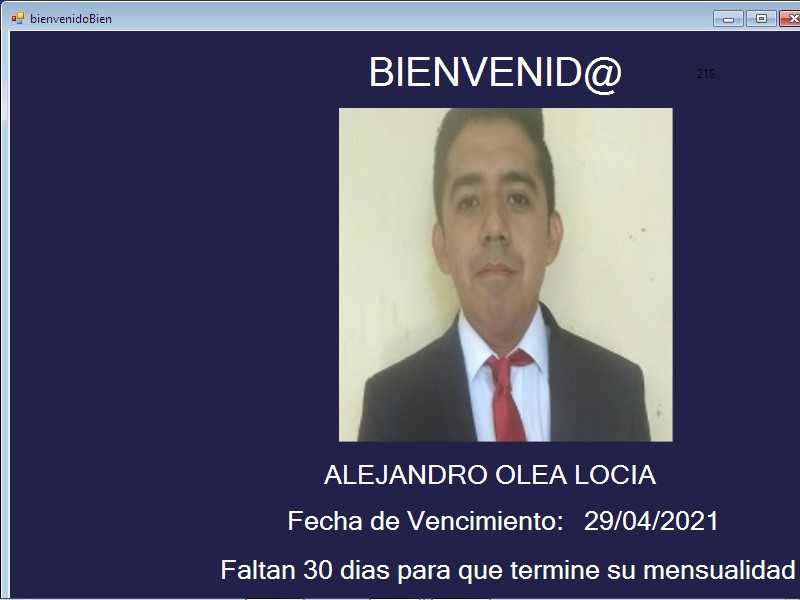 bienvenidoBien
BIENVENID@
216
ALEJANDRO OLEA LOCIA
Fecha de Vencimiento: 29/04/2021
Faltan 30 dias para que termine su mensualidad